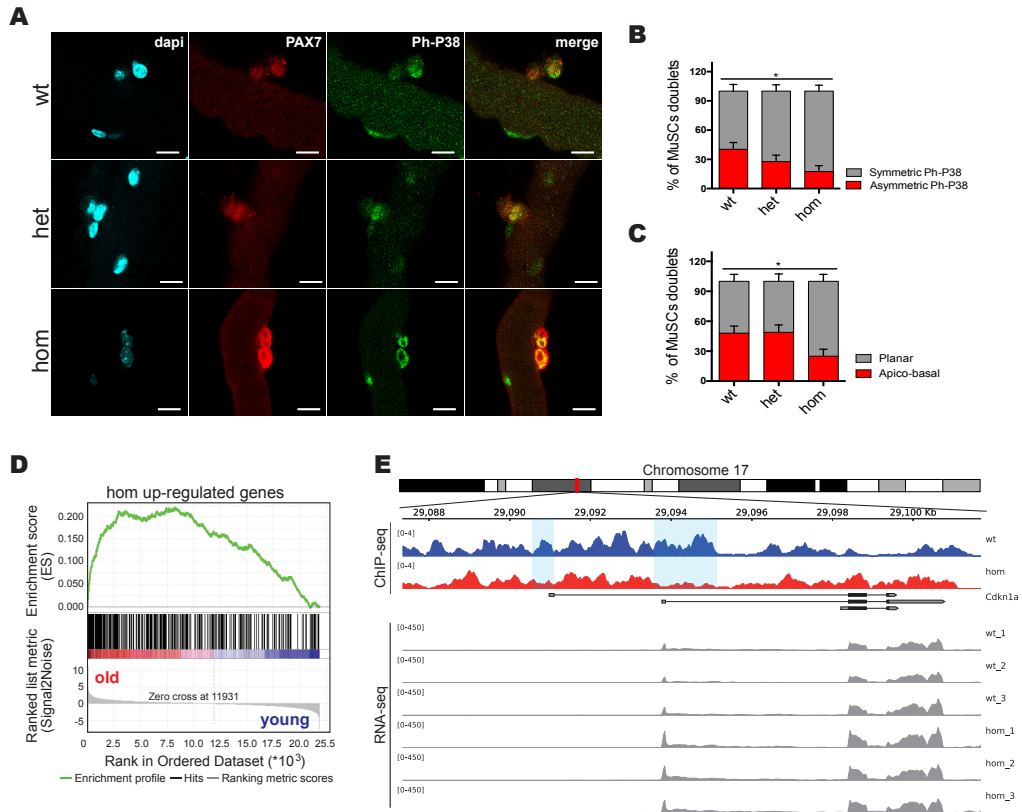 A
dapi
PAX7
Ph-P38
merge
wt
het
hom
B
% of MuSCs doublets
120
90
60
30
0
*
wt
het
hom
Symmetric Ph-P38
Asymmetric Ph-P38
C
% of MuSCs doublets
120
90
60
30
0
*
wt
het
hom
Planar
Apico-basal
D
hom up-regulated genes
Enrichment score
(ES)
0.200
0.150
0.100
0.050
0.000
Ranked list metric
(Signal2Noise)
10
5
0
-5
old
Zero cross at 11931
young
0 2.5 5.0 7.5 10.0 12.5 15.0 17.5 20.0 22.5 25.5
Rank in Ordered Dataset (*10³)
Enrichment profile Hits Ranking metric scores
E
Chromosome 17
29,088 29,090 29,092 29,094 29,096 29,098 29,100 Kb
ChIP-seq
[0-4] wt
[0-4] hom
Cdkn1a
RNA-seq
[0-450] wt_1
[0-450] wt_2
[0-450] wt_3
[0-450] hom_1
[0-450] hom_2
[0-450] hom_3